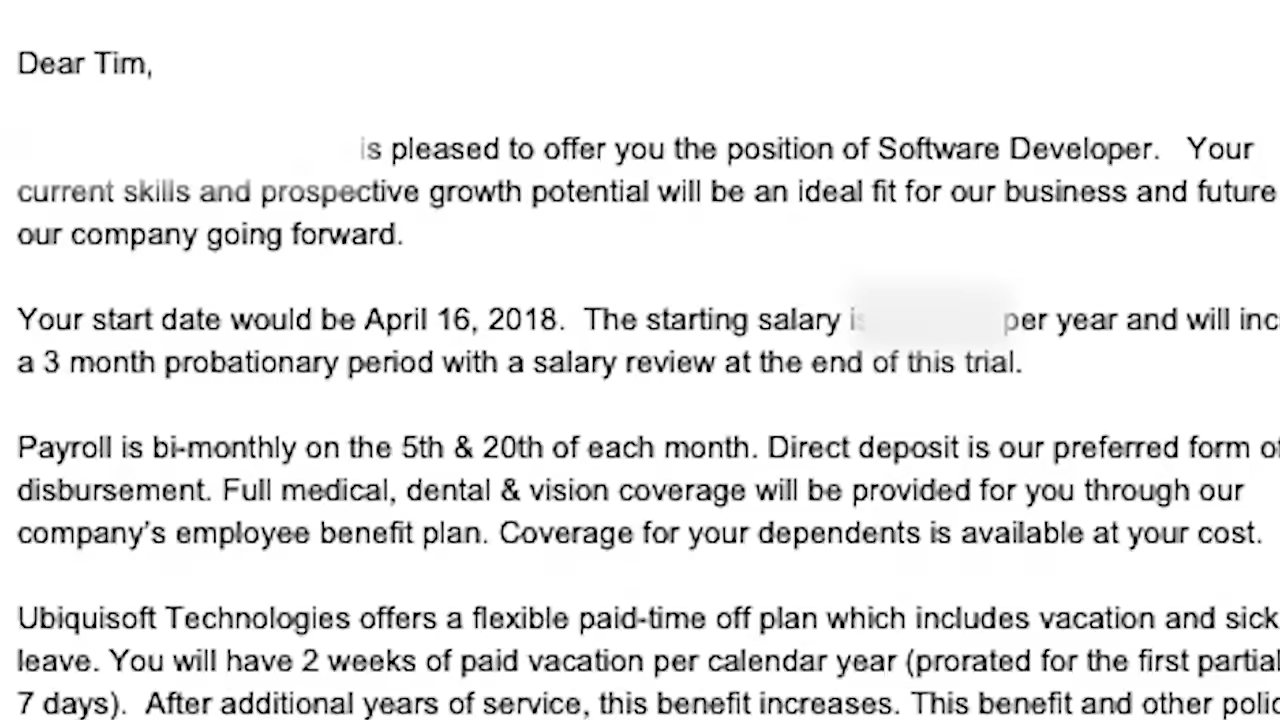 Dear Tim,
is pleased to offer you the position of Software Developer. Your
current skills and prospective growth potential will be an ideal fit for our business and future
our company going forward.
Your start date would be April 16, 2018. The starting salary is per year and will
a 3 month probationary period with a salary review at the end of this trial.
Payroll is bi-monthly on the 5th & 20th of each month. Direct deposit is our preferred form of
disbursement. Full medical, dental & vision coverage will be provided for you through our
company's employee benefit plan. Coverage for your dependents is available at your cost.
Ubiquisoft Technologies offers a flexible paid-time off plan which includes vacation and sick
leave. You will have 2 weeks of paid vacation per calendar year (prorated for the first partial
7 days). After additional years of service, this benefit increases. This benefit and other